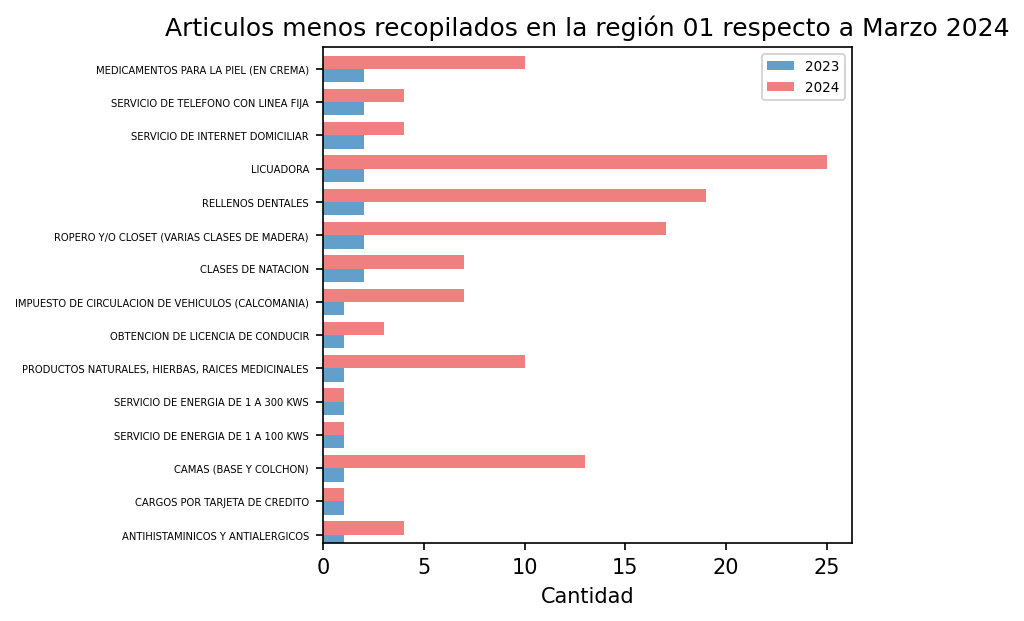 Articulos menos recopilados en la región 01 respecto a Marzo 2024
2023
2024
MEDICAMENTOS PARA LA PIEL (EN CREMA)
SERVICIO DE TELEFONO CON LINEA FIJA
SERVICIO DE INTERNET DOMICILIAR
LICUADORA
RELLENOS DENTALES
ROPERO Y/O CLOSET (VARIAS CLASES DE MADERA)
CLASES DE NATACION
IMPUESTO DE CIRCULACION DE VEHICULOS (CALCOMANIA)
OBTENCION DE LICENCIA DE CONDUCIR
PRODUCTOS NATURALES, HIERBAS, RAICES MEDICINALES
SERVICIO DE ENERGIA DE 1 A 300 KWS
SERVICIO DE ENERGIA DE 1 A 100 KWS
CAMAS (BASE Y COLCHON)
CARGOS POR TARJETA DE CREDITO
ANTIHISTAMINICOS Y ANTIALERGICOS
0 5 10 15 20 25
Cantidad